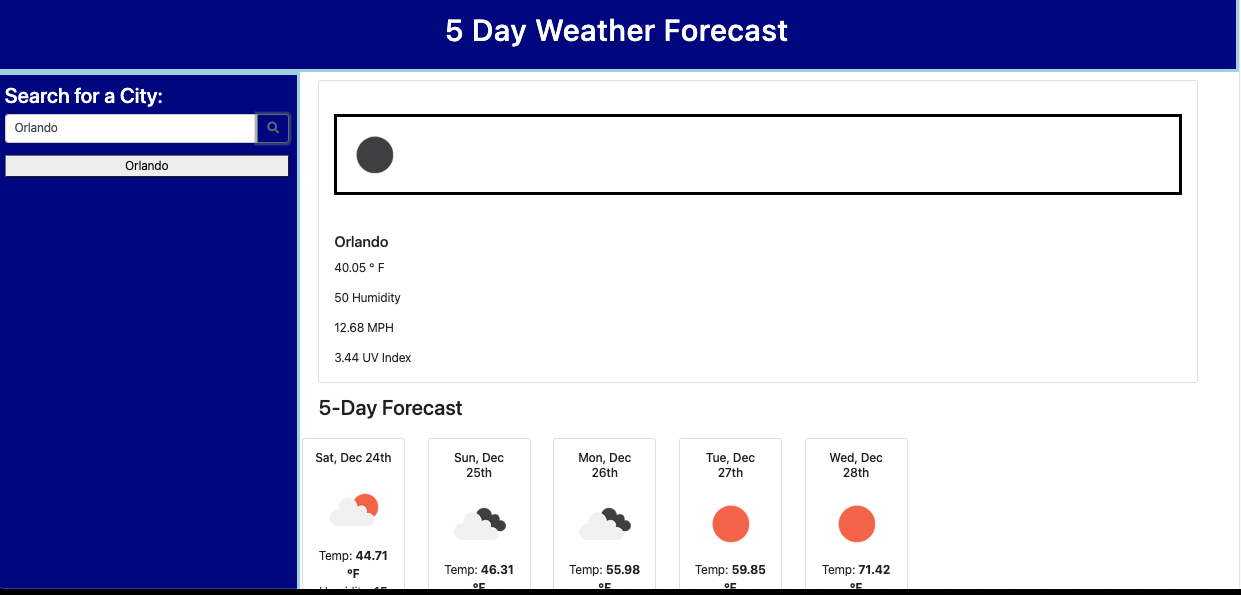 5 Day Weather Forecast
Search for a City:
Orlando
Orlando
Orlando
40.05 ° F
50 Humidity
12.68 MPH
3.44 UV Index
5-Day Forecast
Sat, Dec 24th
Temp: 44.71
°F
Sun, Dec
25th
Temp: 46.31
°F
Mon, Dec
26th
Temp: 55.98
°F
Tue, Dec
27th
Temp: 59.85
°F
Wed, Dec
28th
Temp: 71.42
°F